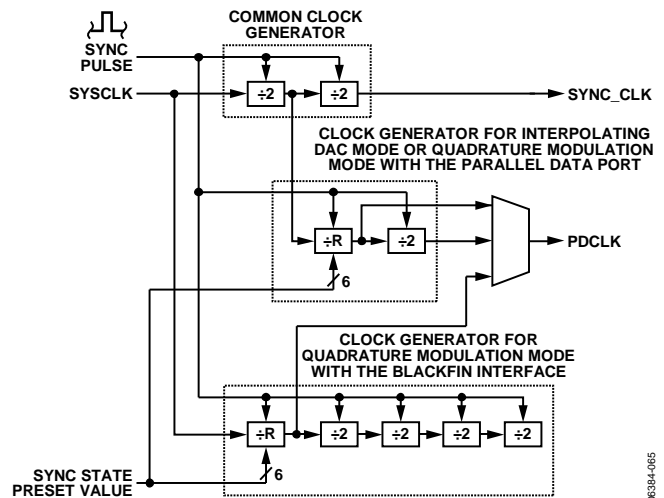 COMMON CLOCK
GENERATOR
SYNC
PULSE
SYSCLK
÷2
÷2
SYNC_CLK
CLOCK GENERATOR FOR INTERPOLATING
DAC MODE OR QUADRATURE MODULATION
MODE WITH THE PARALLEL DATA PORT
÷R
÷2
PDCLK
6
CLOCK GENERATOR FOR
QUADRATURE MODULATION MODE
WITH THE BLACKFIN INTERFACE
÷R
÷2
÷2
÷2
÷2
6
SYNC STATE
PRESET VALUE
06384-065